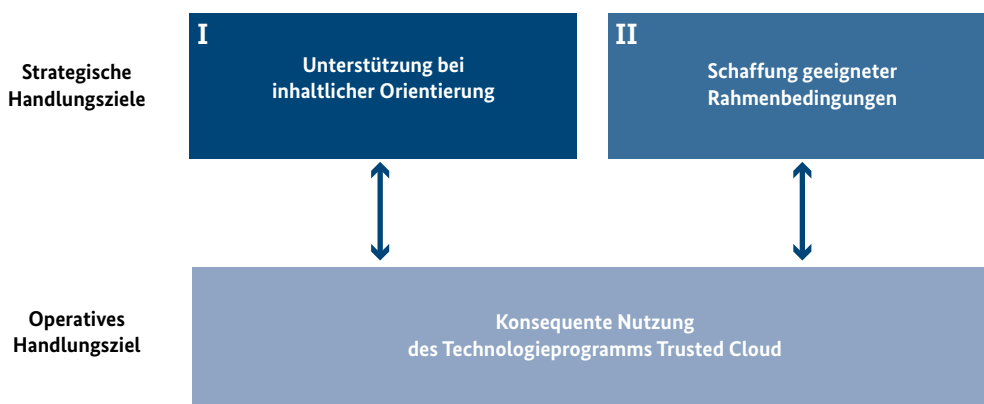 Strategische
Handlungsziele
I
Unterstützung bei
inhaltlicher Orientierung
II
Schaffung geeigneter
Rahmenbedingungen
Operatives
Handlungsziel
Konsequente Nutzung
des Technologieprogramms Trusted Cloud